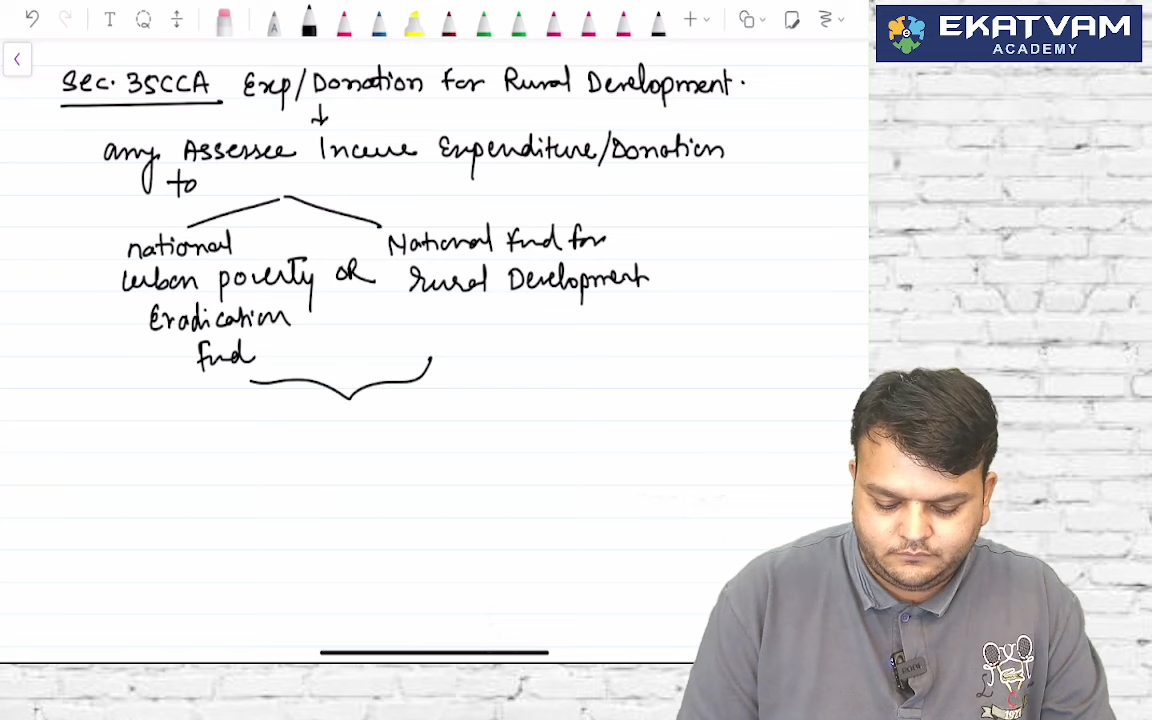 EKATVAM
ACADEMY
Sec. 35CCA Exp/Donation for Rural Development.
any Assessee Incure Expenditure/Donation
to
national
urban poverty
Eradication
fund
OR
National fund for
Rural Development